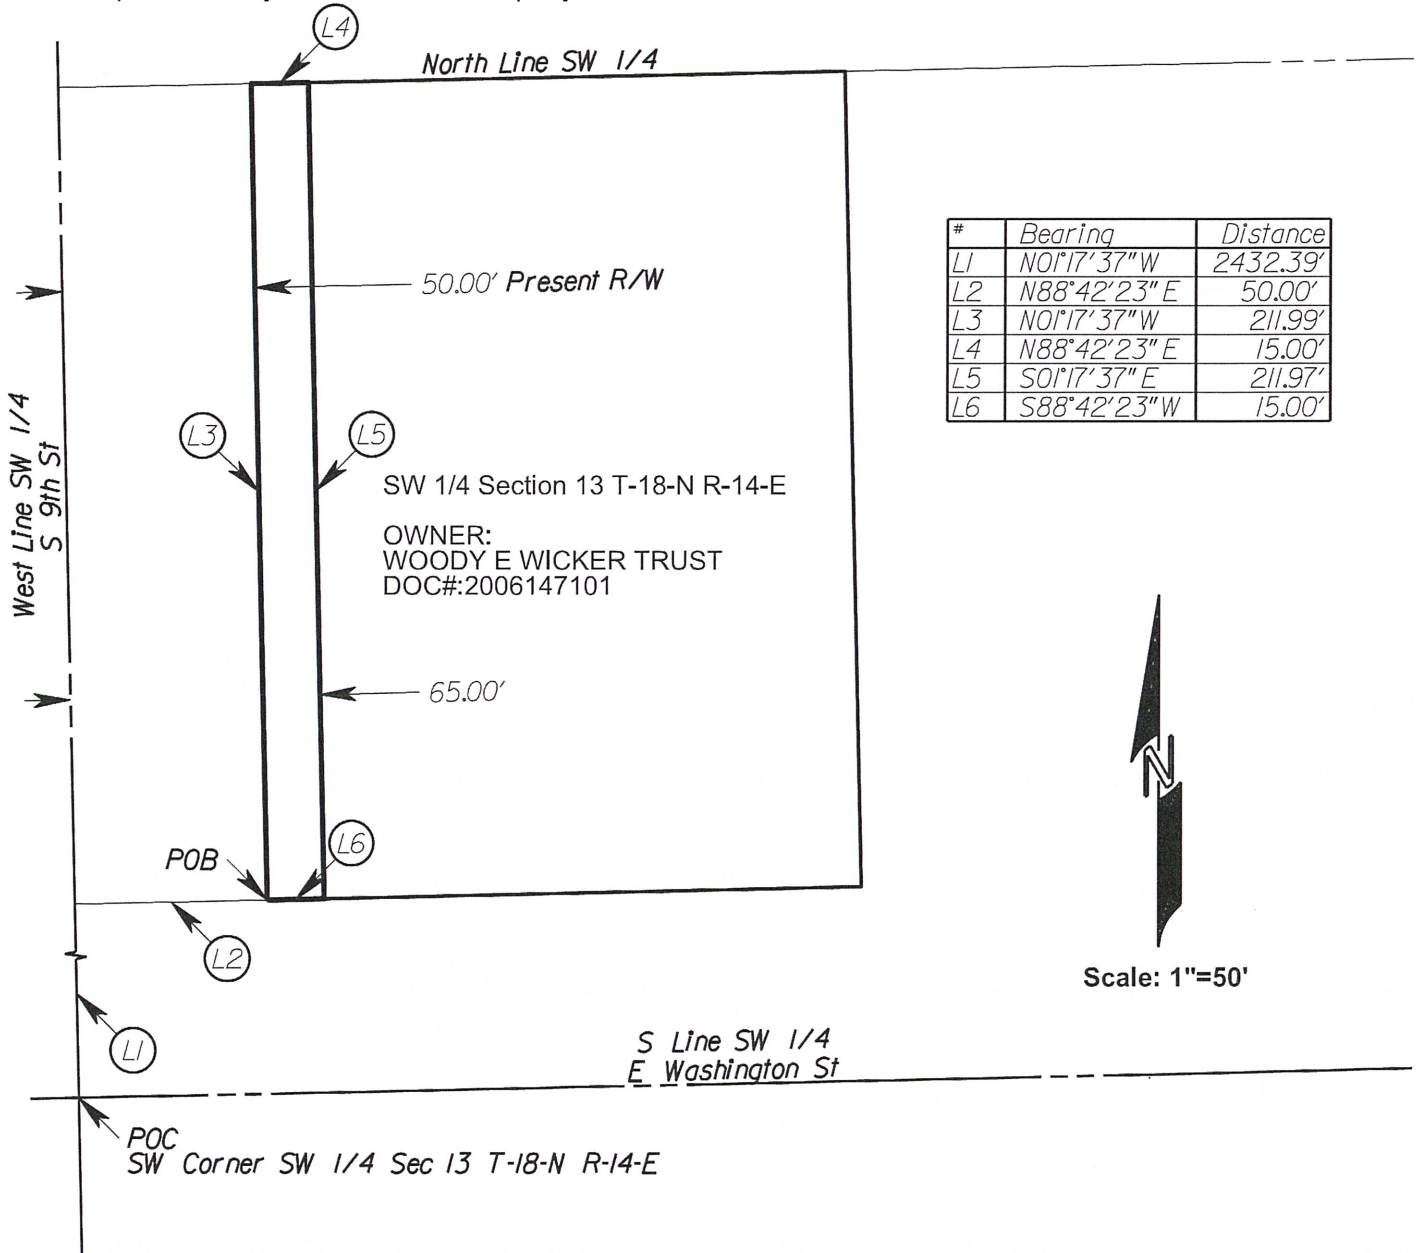 L4
North Line SW 1/4
# Bearing Distance
L1 N01°17'37"W 2432.39'
L2 N88°42'23"E 50.00'
L3 N01°17'37"W 211.99'
L4 N88°42'23"E 15.00'
L5 S01°17'37"E 211.97'
L6 S88°42'23"W 15.00'
50.00' Present R/W
West Line SW 1/4
S 9th St
L3
L5
SW 1/4 Section 13 T-18-N R-14-E
OWNER:
WOODY E WICKER TRUST
DOC#:2006147101
65.00'
N
POB
L6
L2
Scale: 1"=50'
L1
S Line SW 1/4
E Washington St
POC
SW Corner SW 1/4 Sec 13 T-18-N R-14-E